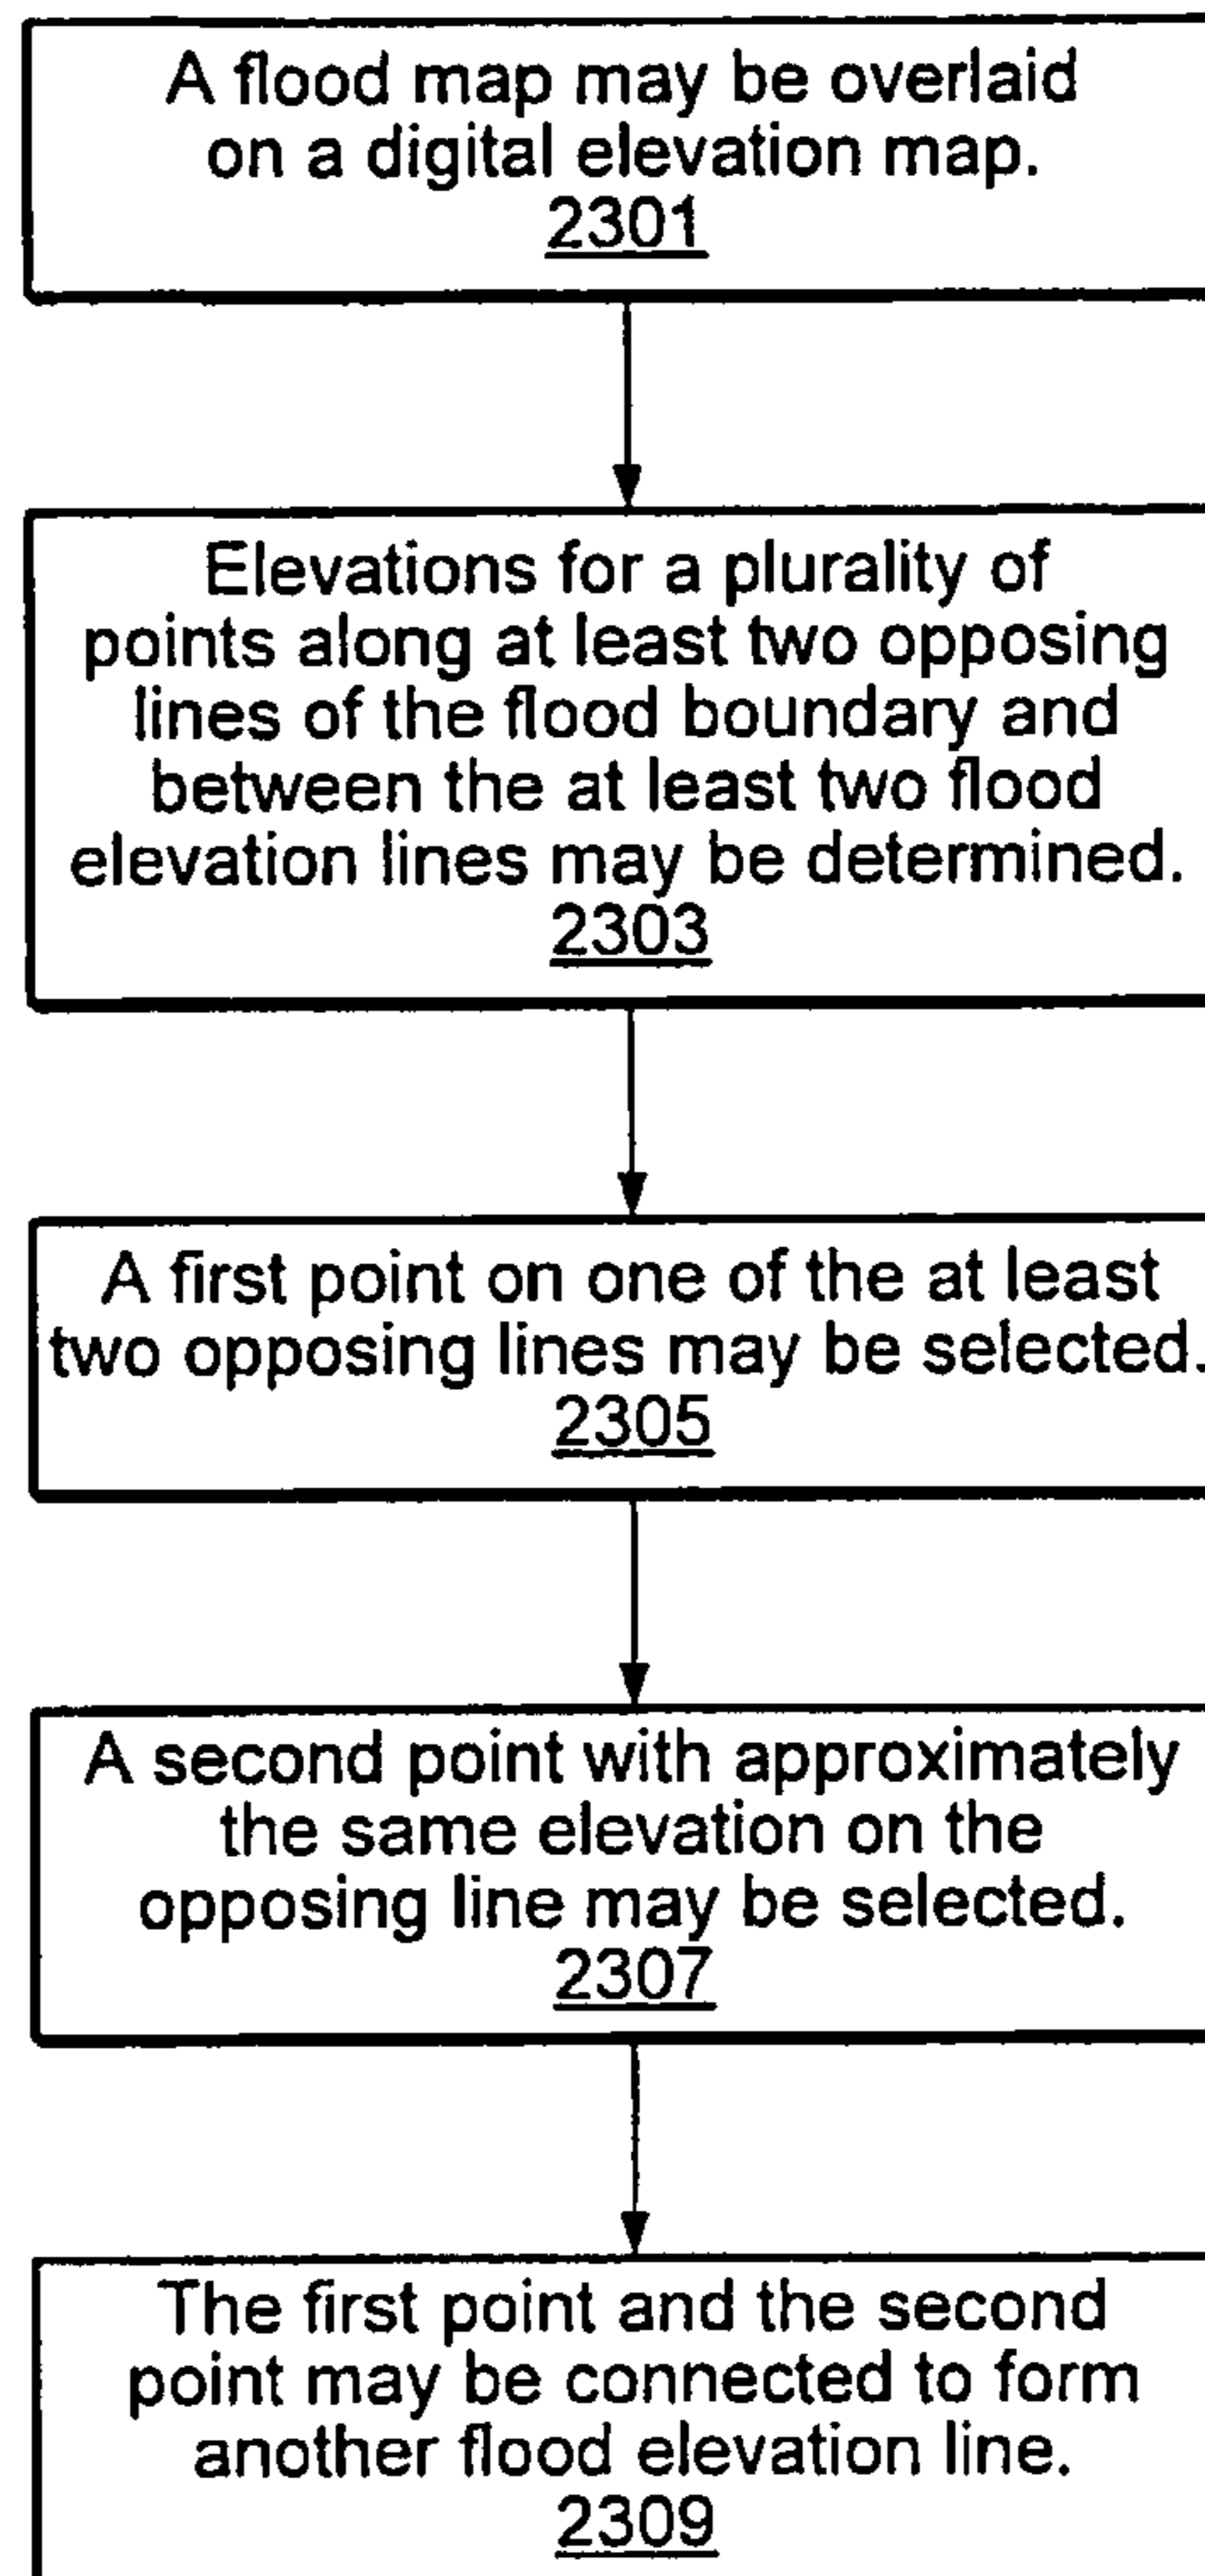 A flood map may be overlaid
on a digital elevation map.
2301
Elevations for a plurality of
points along at least two opposing
lines of the flood boundary and
between the at least two flood
elevation lines may be determined.
2303
A first point on one of the at least
two opposing lines may be selected.
2305
A second point with approximately
the same elevation on the
opposing line may be selected.
2307
The first point and the second
point may be connected to form
another flood elevation line.
2309